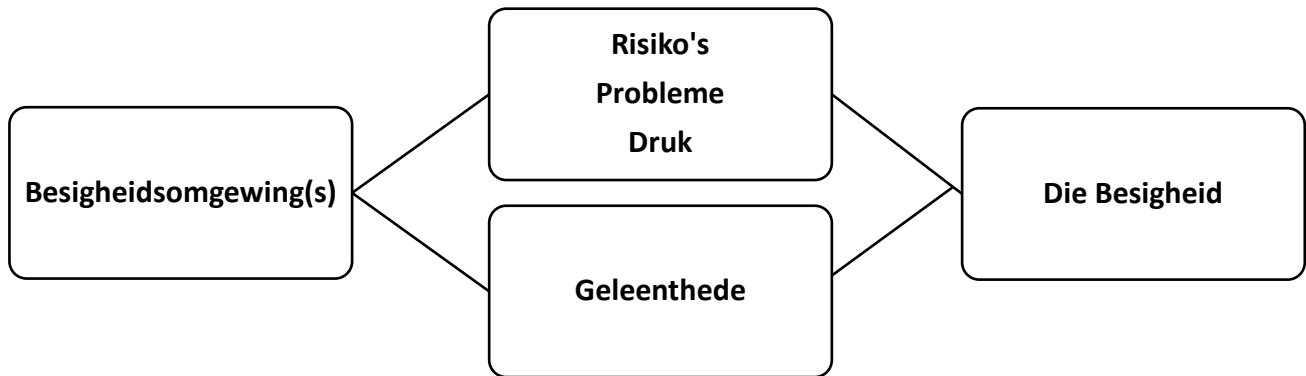 Besigheidsomgewing(s)
Risiko's
Probleme
Druk
Geleenthede
Die Besigheid